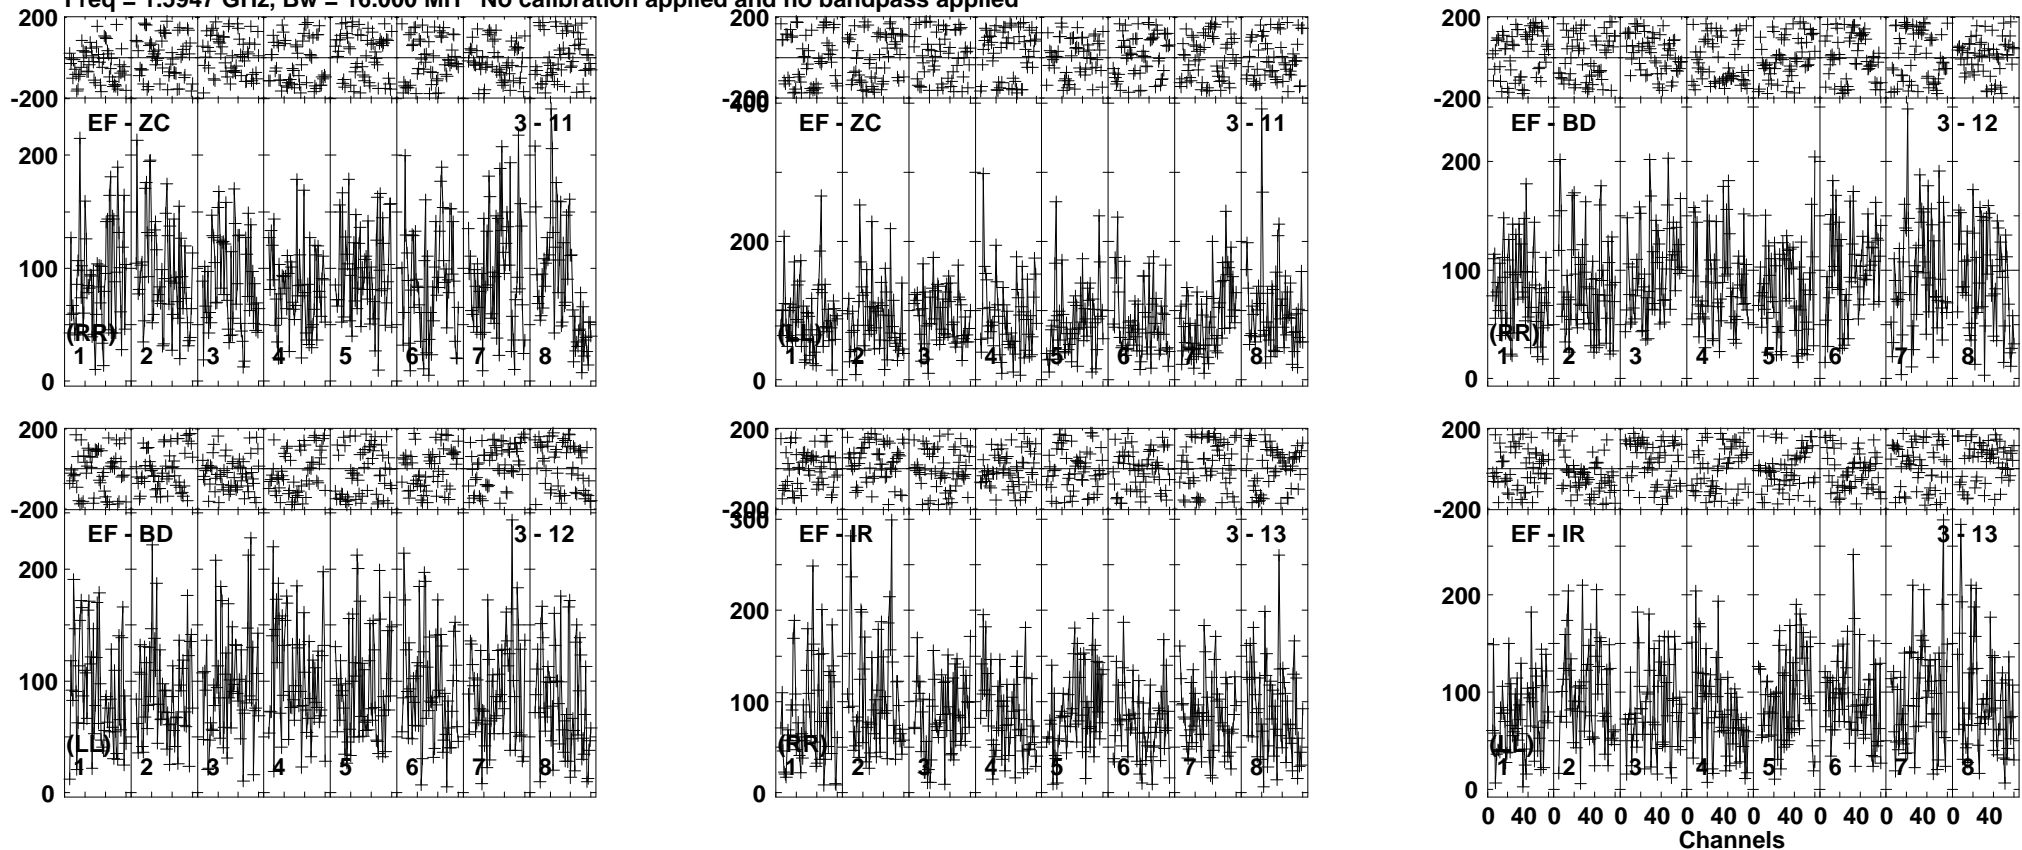 Freq = 1.5947 GHz, Bw = 16.000 MH No calibration applied and no bandpass applied
200
-200
EF - ZC 3 - 11
200
100
0
(RR)
1 2 3 4 5 6 7 8
200
-200
400
EF - ZC 3 - 11
200
0
(LL)
1 2 3 4 5 6 7 8
200
-200
EF - BD 3 - 12
200
100
0
(RR)
1 2 3 4 5 6 7 8
200
-200
EF - BD 3 - 12
200
100
0
(LL)
1 2 3 4 5 6 7 8
200
-200
300
EF - IR 3 - 13
200
100
0
(RR)
1 2 3 4 5 6 7 8
200
-200
EF - IR 3 - 13
200
100
0
(LL)
1 2 3 4 5 6 7 8
0 40 0 40 0 40 0 40 0 40 0 40 0 40 0 40
Channels